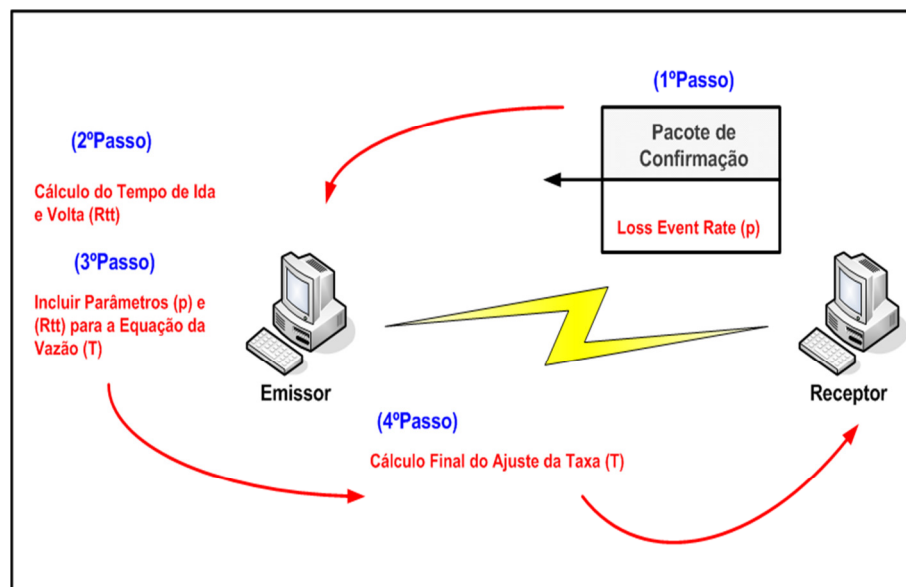 (1ºPasso)
Pacote de
Confirmação
Loss Event Rate (p)
(2ºPasso)
Cálculo do Tempo de Ida
e Volta (Rtt)
(3ºPasso)
Incluir Parâmetros (p) e
(Rtt) para a Equação da
Vazão (T)
Emissor
Receptor
(4ºPasso)
Cálculo Final do Ajuste da Taxa (T)